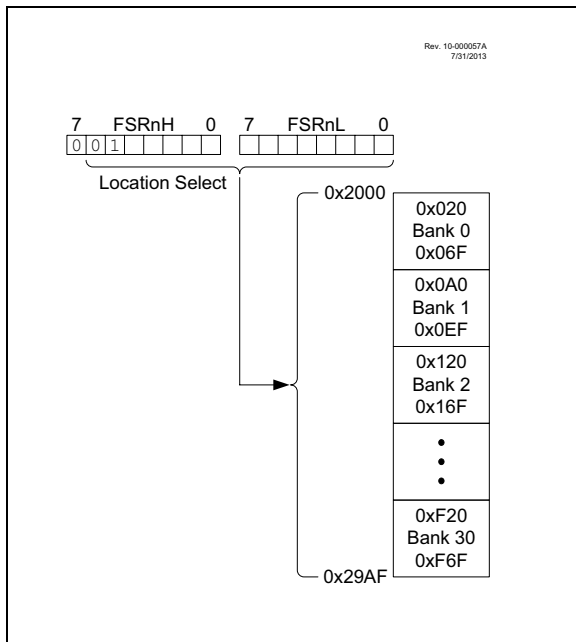 Rev. 10-000057A
7/31/2013
7 FSRnH 0 7 FSRnL 0
0 0 1
Location Select
0x2000
0x020
Bank 0
0x06F
0x0A0
Bank 1
0x0EF
0x120
Bank 2
0x16F
0xF20
Bank 30
0xF6F
0x29AF